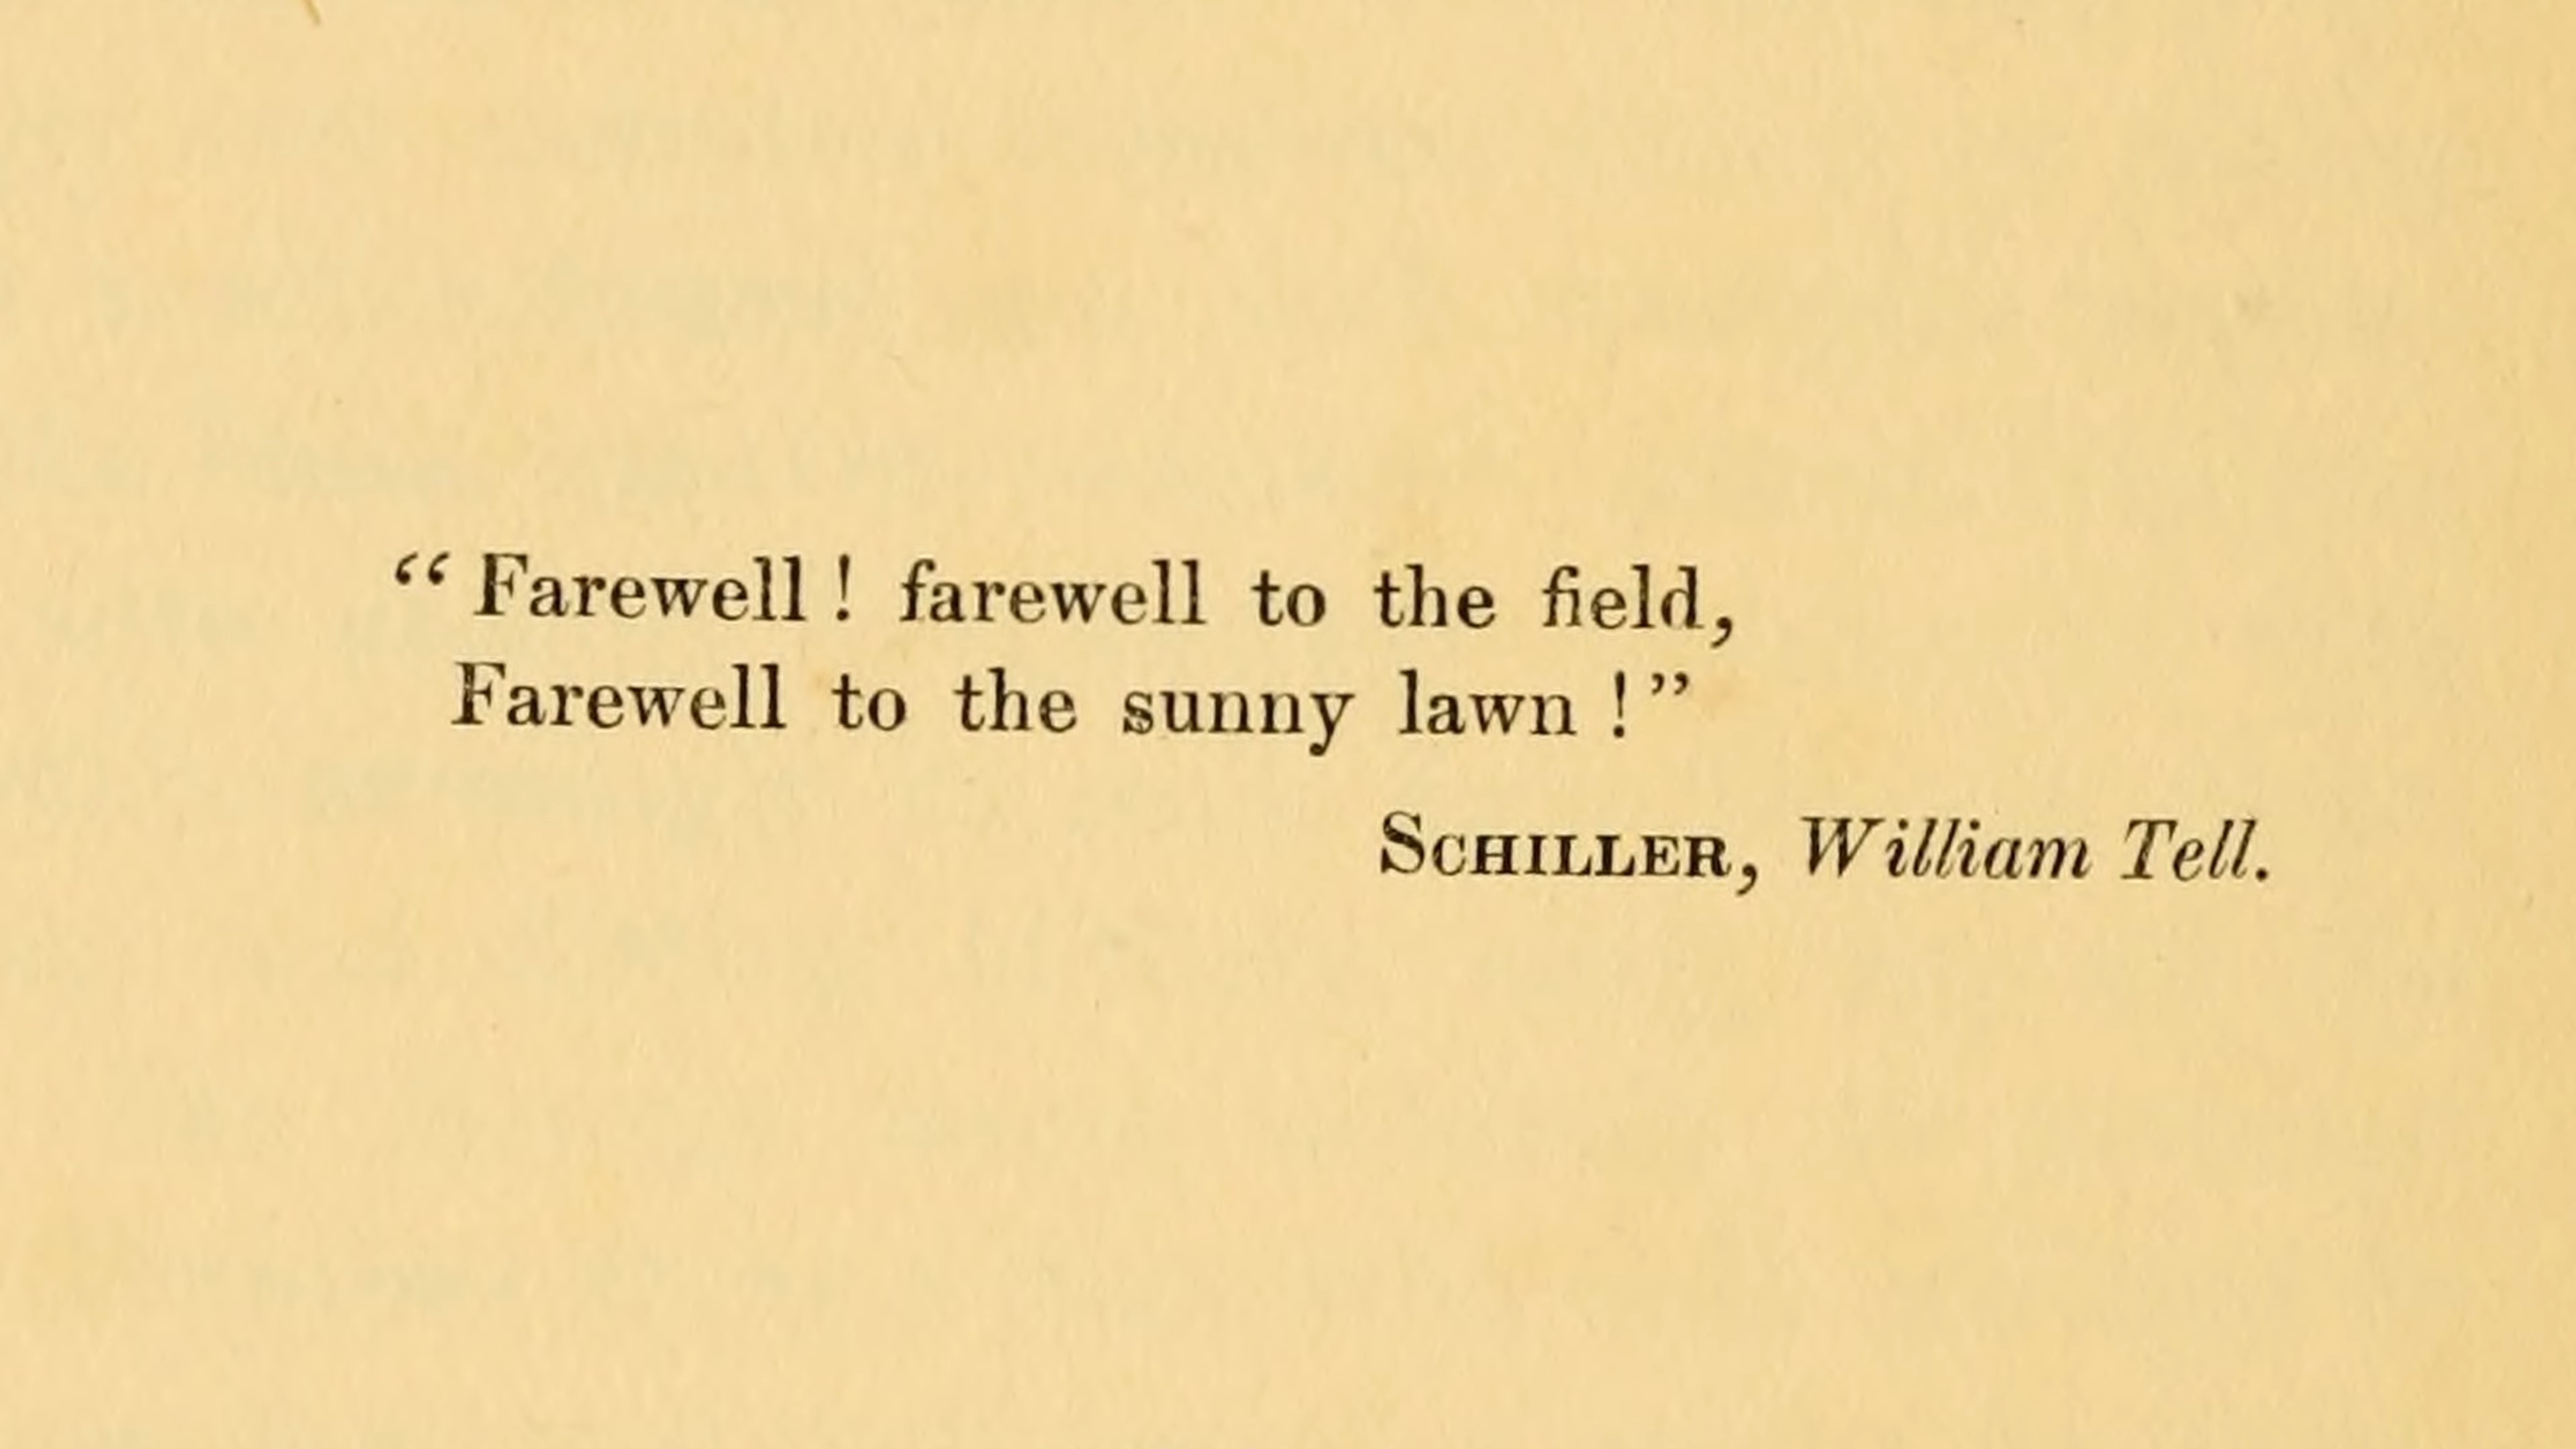 “ Farewell ! farewell to the field,
Farewell to the sunny lawn ! ”
SCHILLER, William Tell.